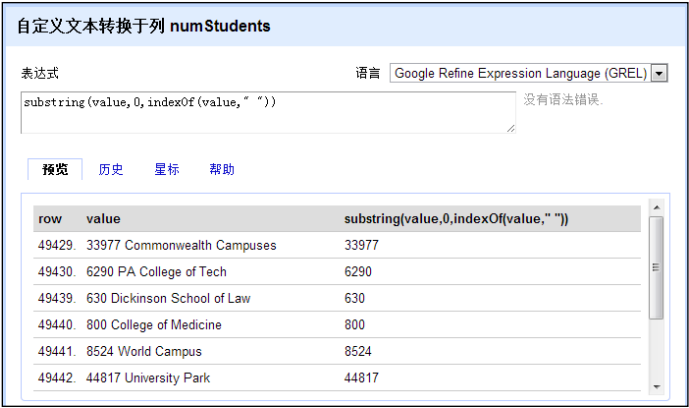 自定义文本转换于列 numStudents
表达式 语言 Google Refine Expression Language (GREL)
substring(value,0,indexOf(value," ")) 没有语法错误.
预览 历史 星标 帮助
row value substring(value,0,indexOf(value," "))
49429. 33977 Commonwealth Campuses 33977
49430. 6290 PA College of Tech 6290
49439. 630 Dickinson School of Law 630
49440. 800 College of Medicine 800
49441. 8524 World Campus 8524
49442. 44817 University Park 44817